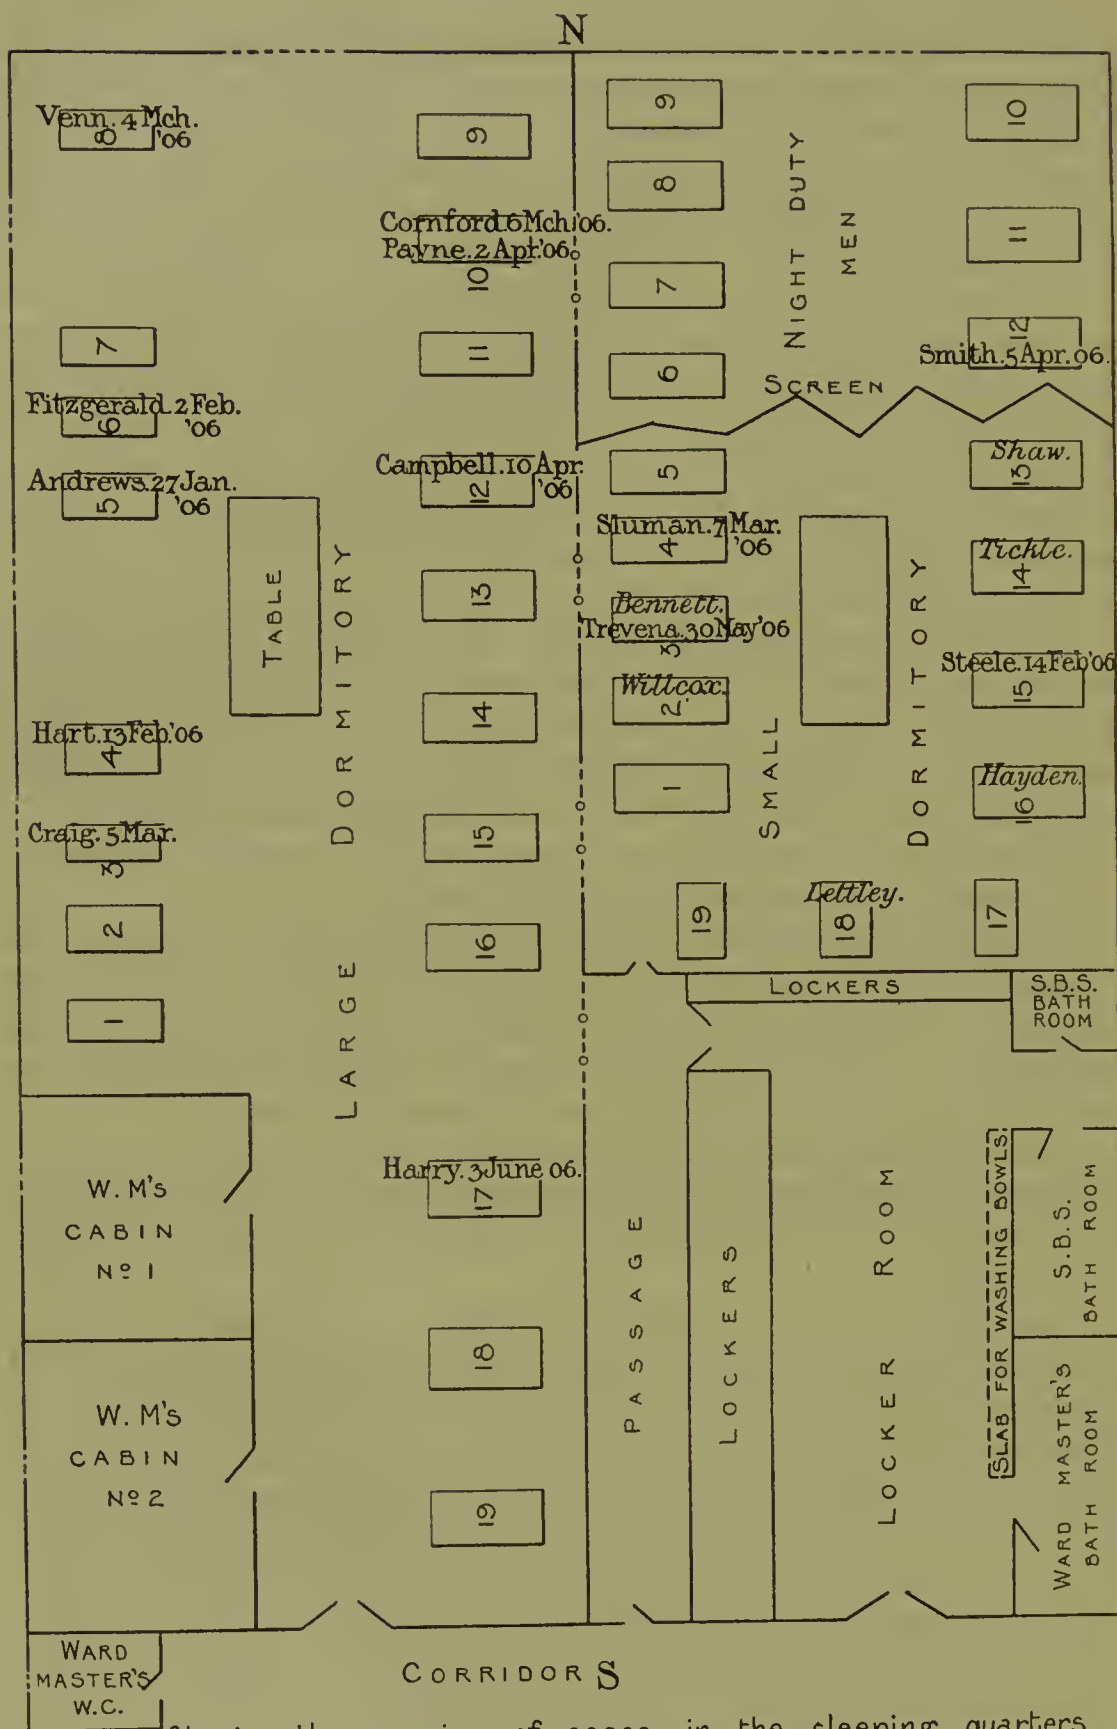 N
Venn. 4 Mch.
'06
8
9
Cornford. 6 Mch. '06.
Payne. 2 Apr. '06.
10
7
11
Fitzgerald. 2 Feb.
'06
6
Andrews. 27 Jan.
'06
5
Campbell. 10 Apr.
'06
12
TABLE
13
14
Hart. 13 Feb. '06
4
Craig. 5 Mar.
3
15
2
16
1
LARGE DORMITORY
W. M's
CABIN
Nº 1
Harry. 3 June 06.
17
18
W. M's
CABIN
Nº 2
19
9
10
8
NIGHT DUTY
MEN
11
7
12
Smith. 5 Apr. 06.
6
SCREEN
5
Shaw.
13
Sluman. 7 Mar.
'06
4
Tickle.
14
Bennett.
Trevena. 30 May '06
3
Steele. 14 Feb '06
15
Willcox.
2
1
Hayden.
16
SMALL DORMITORY
19
Lettley.
18
17
LOCKERS
S.B.S.
BATH
ROOM
PASSAGE
LOCKERS
LOCKER ROOM
SLAB FOR WASHING BOWLS
S.B.S.
BATH ROOM
WARD MASTER'S
BATH ROOM
WARD
MASTER'S
W.C.
CORRIDOR S
in the sleeping quarters